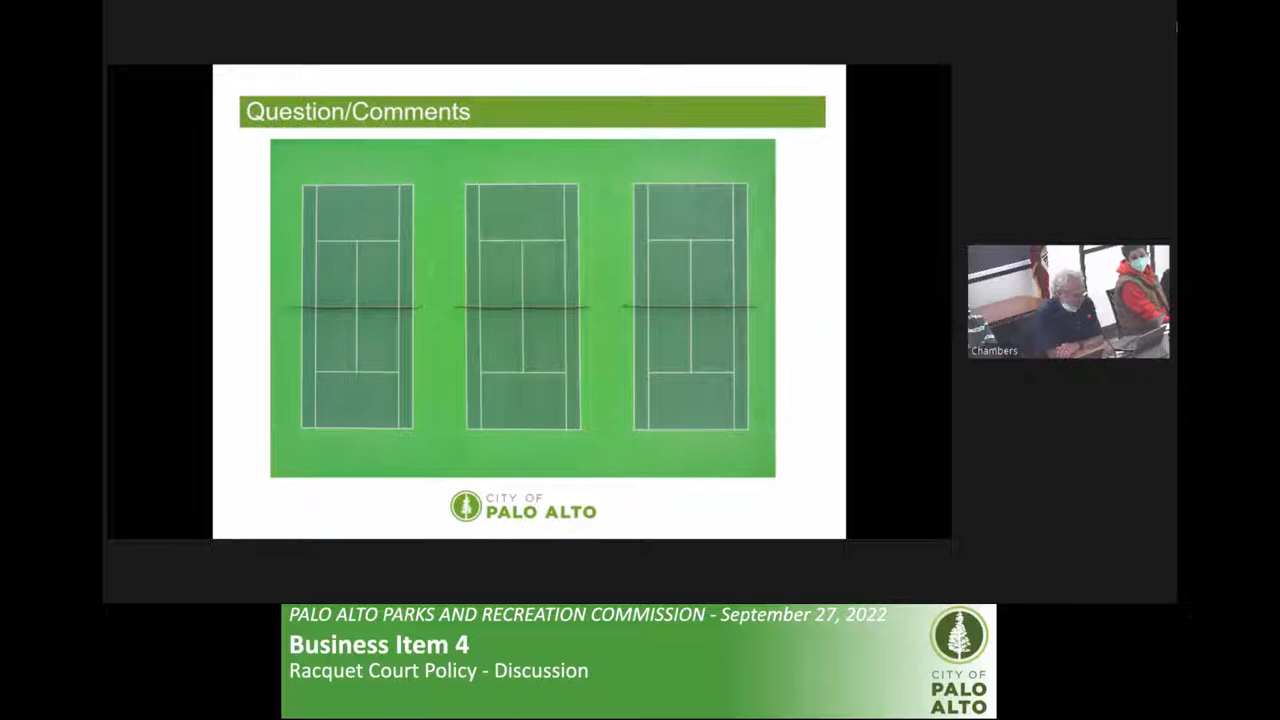 Question/Comments
CITY OF
PALO ALTO
Chambers
PALO ALTO PARKS AND RECREATION COMMISSION - September 27, 2022
Business Item 4
Racquet Court Policy - Discussion
CITY OF
PALO
ALTO